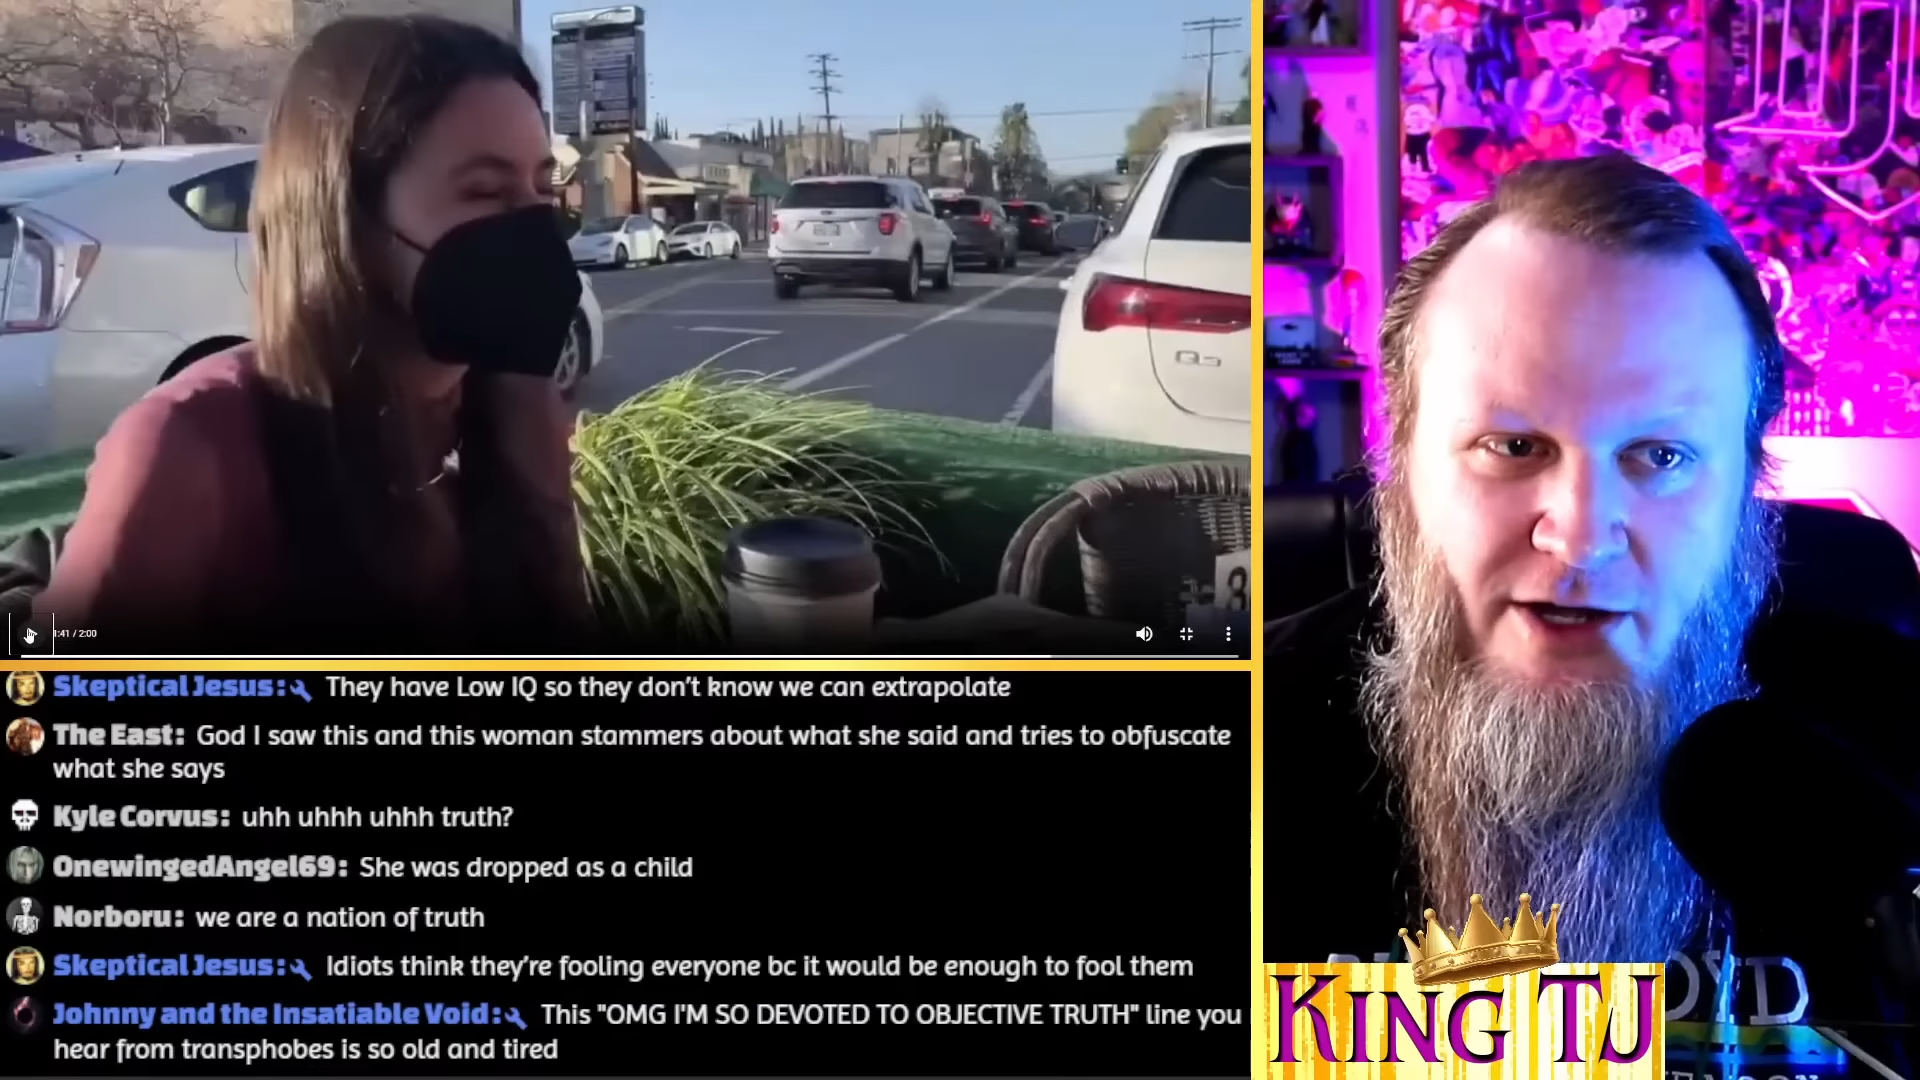 1:41 / 2:00
Skeptical Jesus: They have Low IQ so they don't know we can extrapolate
The East: God I saw this and this woman stammers about what she said and tries to obfuscate
what she says
Kyle Corvus: uhh uhhh uhhh truth?
OnewingedAngel69: She was dropped as a child
Norboru: we are a nation of truth
Skeptical Jesus: Idiots think they're fooling everyone bc it would be enough to fool them
Johnny and the Insatiable Void: This "OMG I'M SO DEVOTED TO OBJECTIVE TRUTH" line you
hear from transphobes is so old and tired
KING TJ